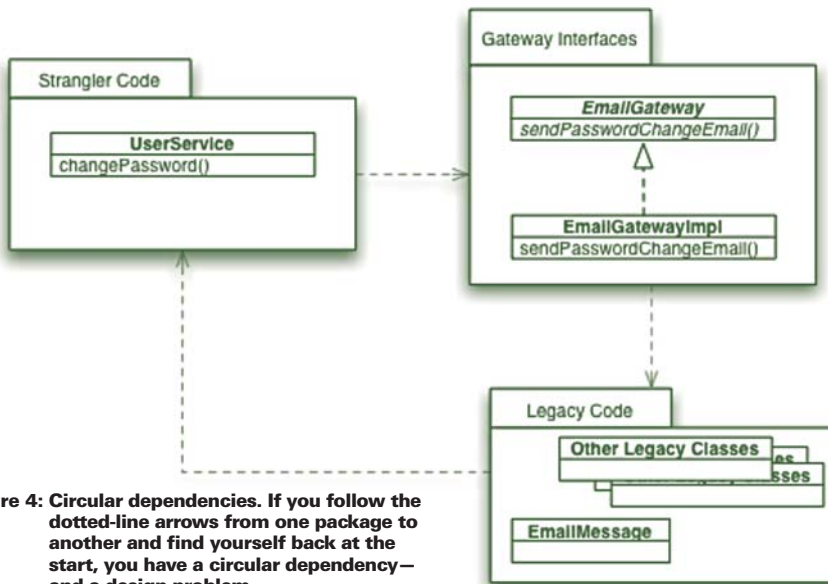 Gateway Interfaces
Strangler Code
EmailGateway
sendPasswordChangeEmail()
UserService
changePassword()
EmailGatewayImpl
sendPasswordChangeEmail()
Legacy Code
Other Legacy Classes
EmailMessage
re 4: Circular dependencies. If you follow the
dotted-line arrows from one package to
another and find yourself back at the
start, you have a circular dependency—
and a design problem